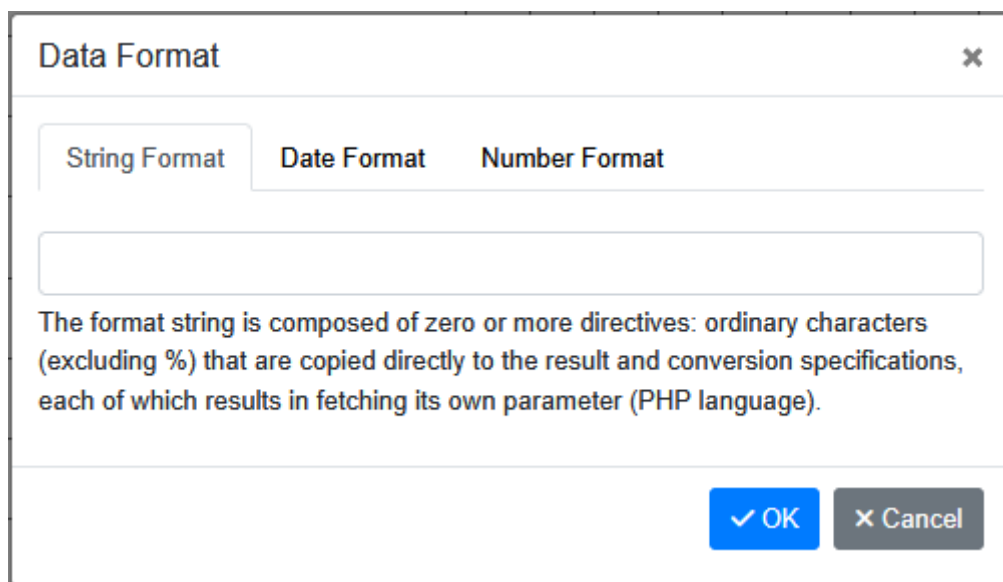 Data Format
String Format Date Format Number Format
The format string is composed of zero or more directives: ordinary characters
(excluding %) that are copied directly to the result and conversion specifications,
each of which results in fetching its own parameter (PHP language).
OK Cancel